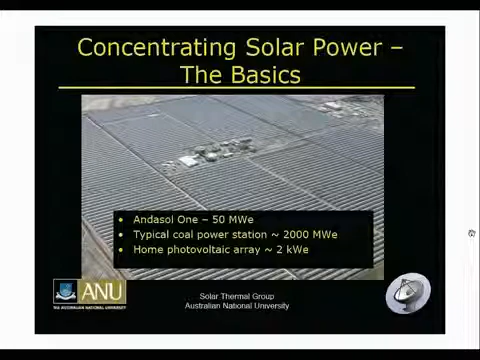 Concentrating Solar Power –
The Basics
• Andasol One – 50 MWe
• Typical coal power station ~ 2000 MWe
• Home photovoltaic array ~ 2 kWe
ANU
THE AUSTRALIAN NATIONAL UNIVERSITY
Solar Thermal Group
Australian National University